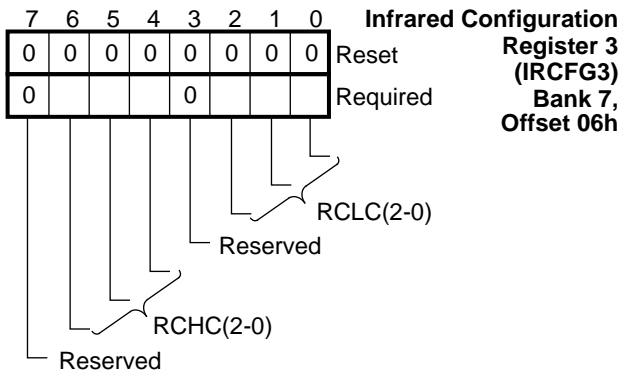 7 6 5 4 3 2 1 0
Infrared Configuration
Register 3
(IRCFG3)
Bank 7,
Offset 06h
0 0 0 0 0 0 0 0 Reset
0 0 Required
RCLC(2-0)
Reserved
RCHC(2-0)
Reserved